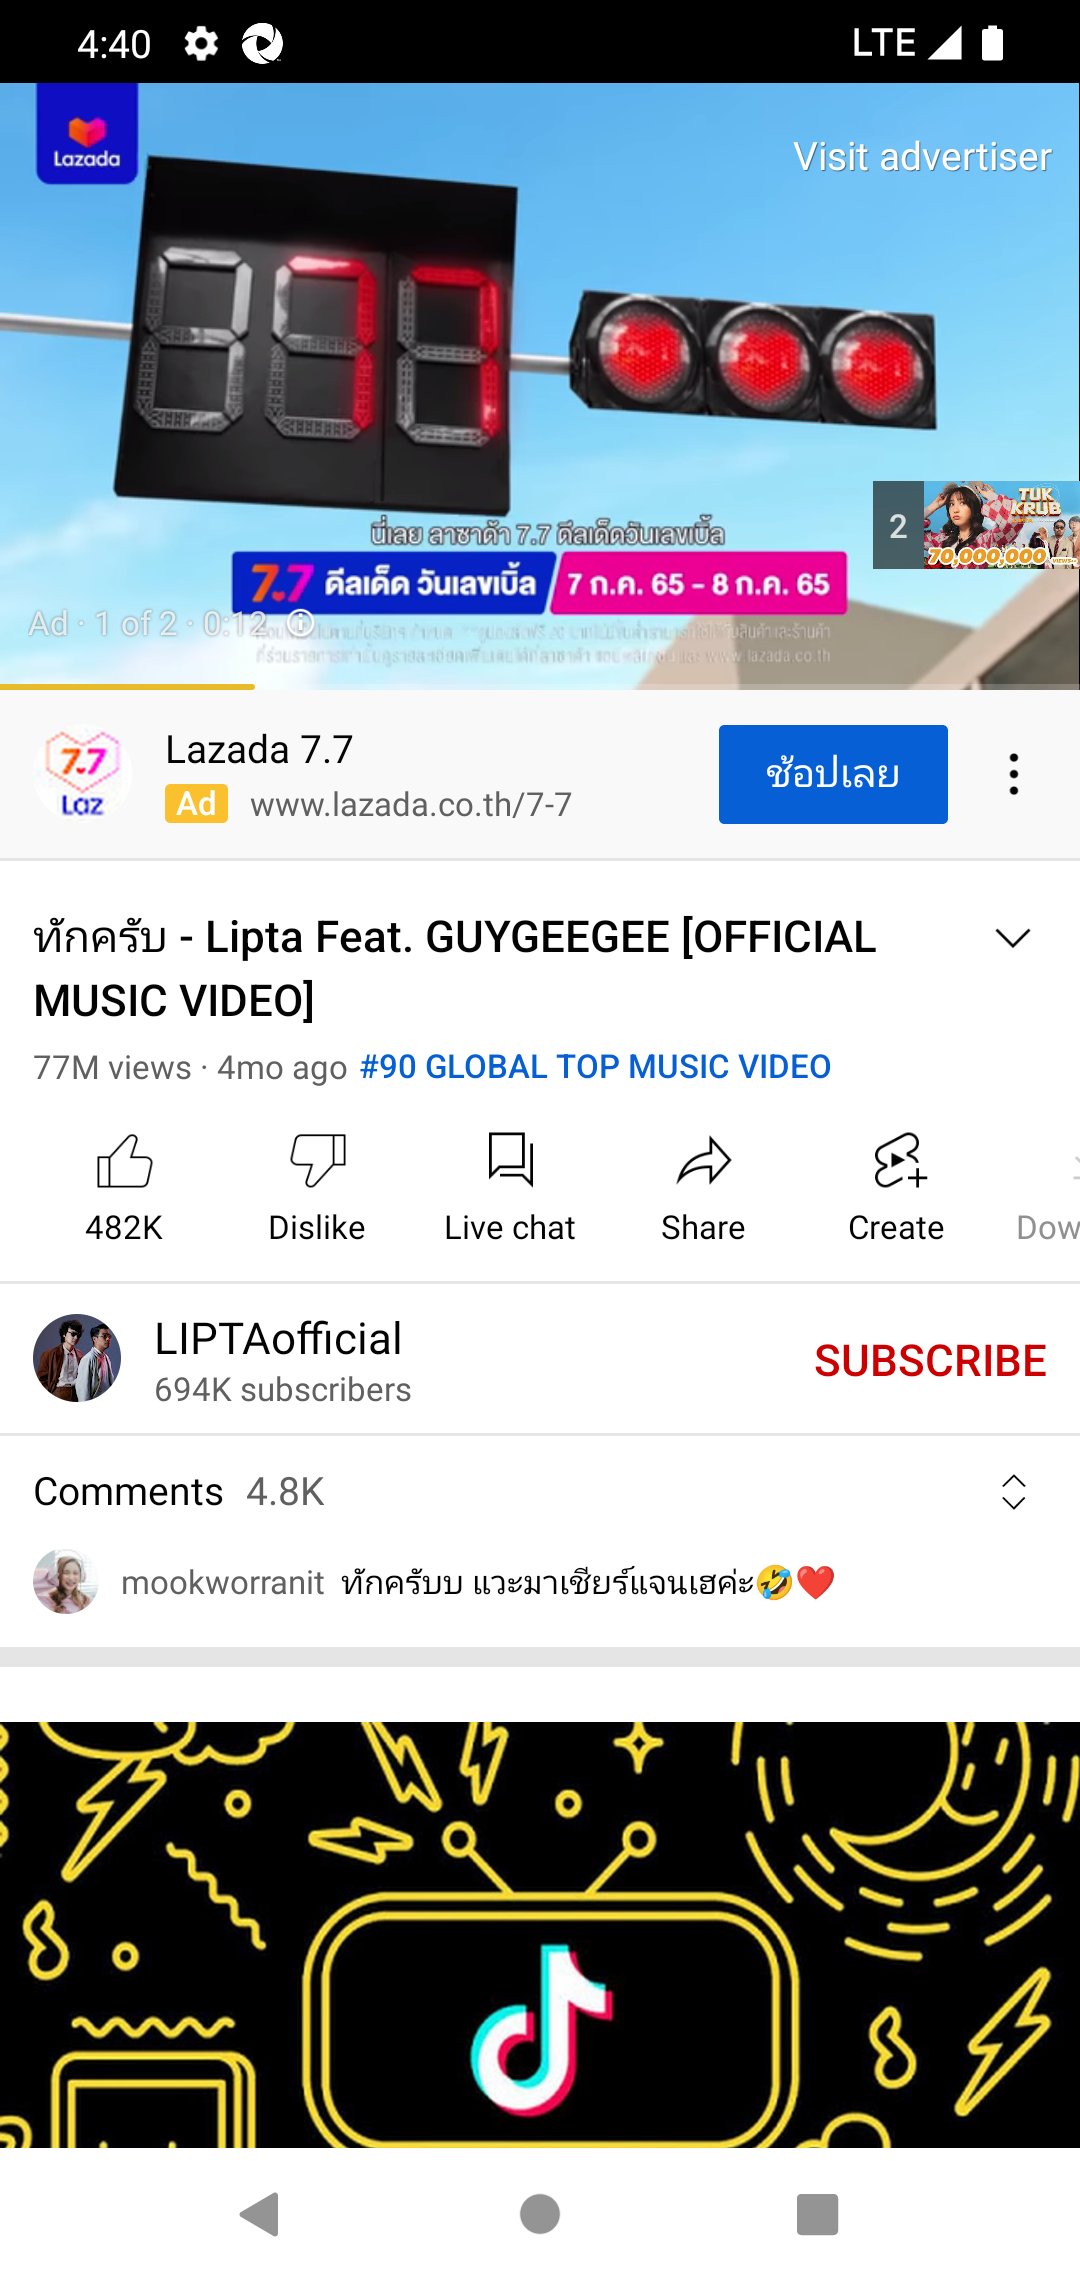 4:40
LTE
Lazada
Visit advertiser
2
TUK
KRUB
70,000,000
VIEWS
นี่เลย ลาซาด้า 7.7 ดีลเด็ดวันเลขเบิ้ล
7.7 ดีลเด็ด วันเลขเบิ้ล 7 ก.ค. 65 - 8 ก.ค. 65
Ad · 1 of 2 · 0:12
www.lazada.co.th
7.7
Laz
Lazada 7.7
Ad www.lazada.co.th/7-7
ช้อปเลย
ทักครับ - Lipta Feat. GUYGEEGEE [OFFICIAL
MUSIC VIDEO]
77M views · 4mo ago #90 GLOBAL TOP MUSIC VIDEO
482K
Dislike
Live chat
Share
Create
Dow
LIPTAofficial
694K subscribers
SUBSCRIBE
Comments 4.8K
mookworranit ทักครับบ แวะมาเชียร์แจนเฮค่ะ🤣❤️